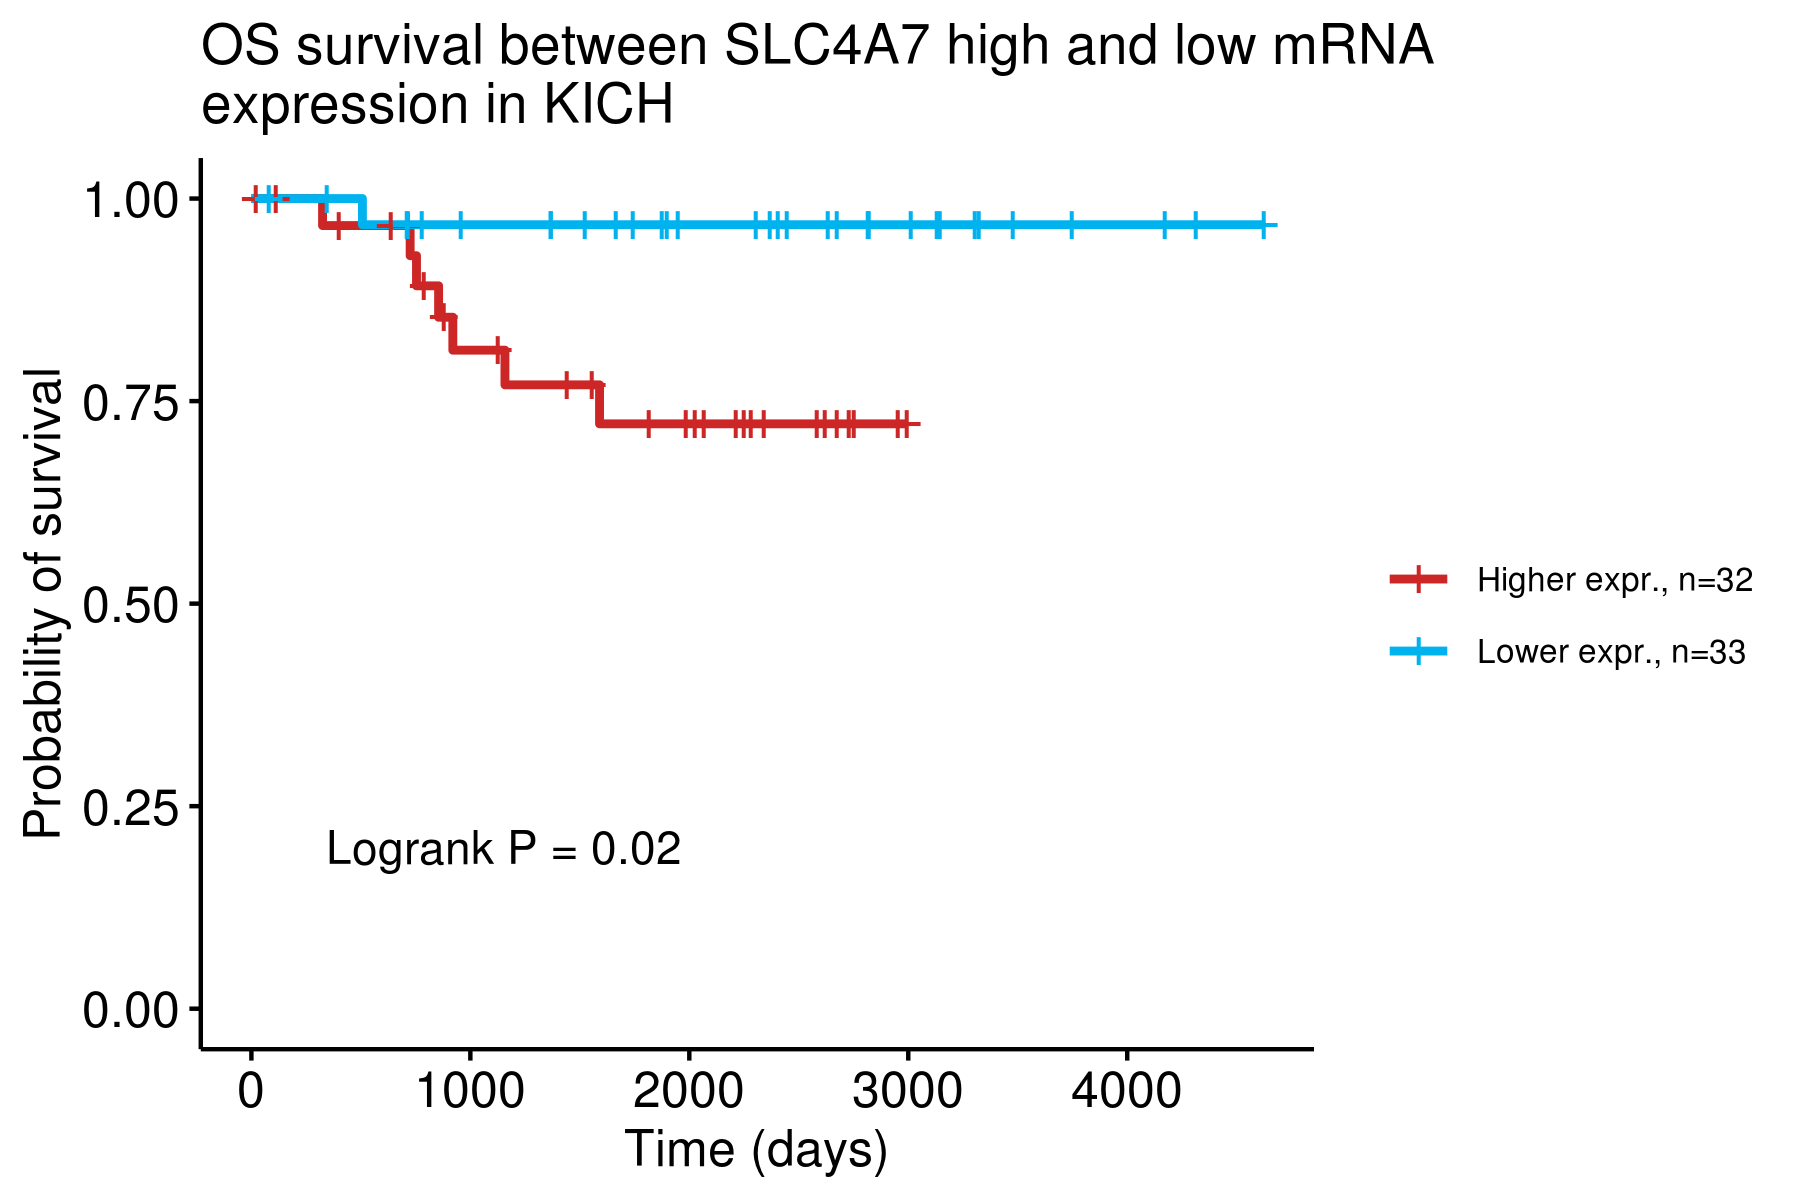 OS survival between SLC4A7 high and low mRNA
expression in KICH
Probability of survival
1.00
0.75
0.50
0.25
0.00
Logrank P = 0.02
0 1000 2000 3000 4000
Time (days)
Higher expr., n=32
Lower expr., n=33